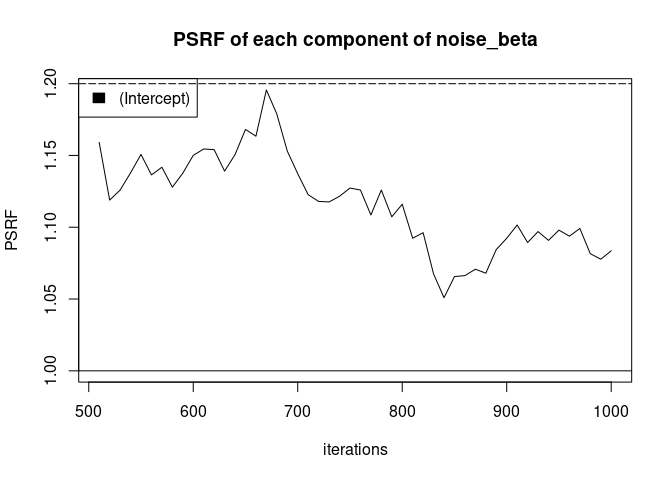 PSRF of each component of noise_beta
(Intercept)
PSRF
1.20
1.15
1.10
1.05
1.00
500 600 700 800 900 1000
iterations